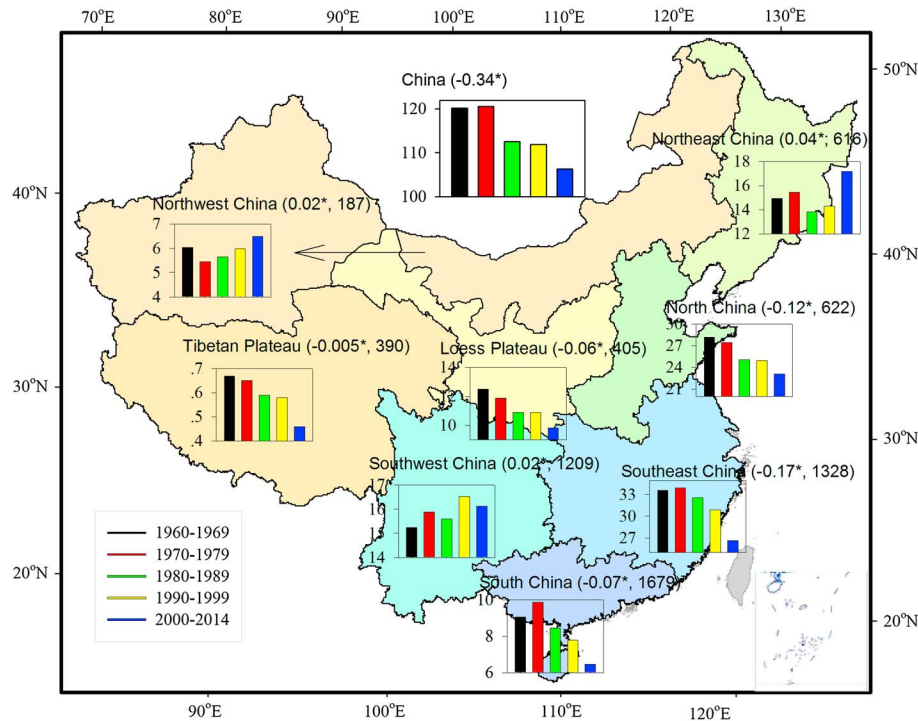 70°E 80°E 90°E 100°E 110°E 120°E 130°E
50°N
China (-0.34*)
120
110
100
Northeast China (0.04*; 616)
18
16
14
12
40°N
Northwest China (0.02*, 187)
7
6
5
4
40°N
North China (-0.12*, 622)
30
27
24
21
Tibetan Plateau (-0.005*, 390)
.7
.6
.5
.4
Loess Plateau (-0.06*, 405)
14
12
10
30°N
30°N
Southwest China (0.02*, 1209)
17
16
15
14
Southeast China (-0.17*, 1328)
33
30
27
1960-1969
1970-1979
1980-1989
1990-1999
2000-2014
20°N
South China (-0.07*, 1679)
10
8
6
20°N
90°E 100°E 110°E 120°E